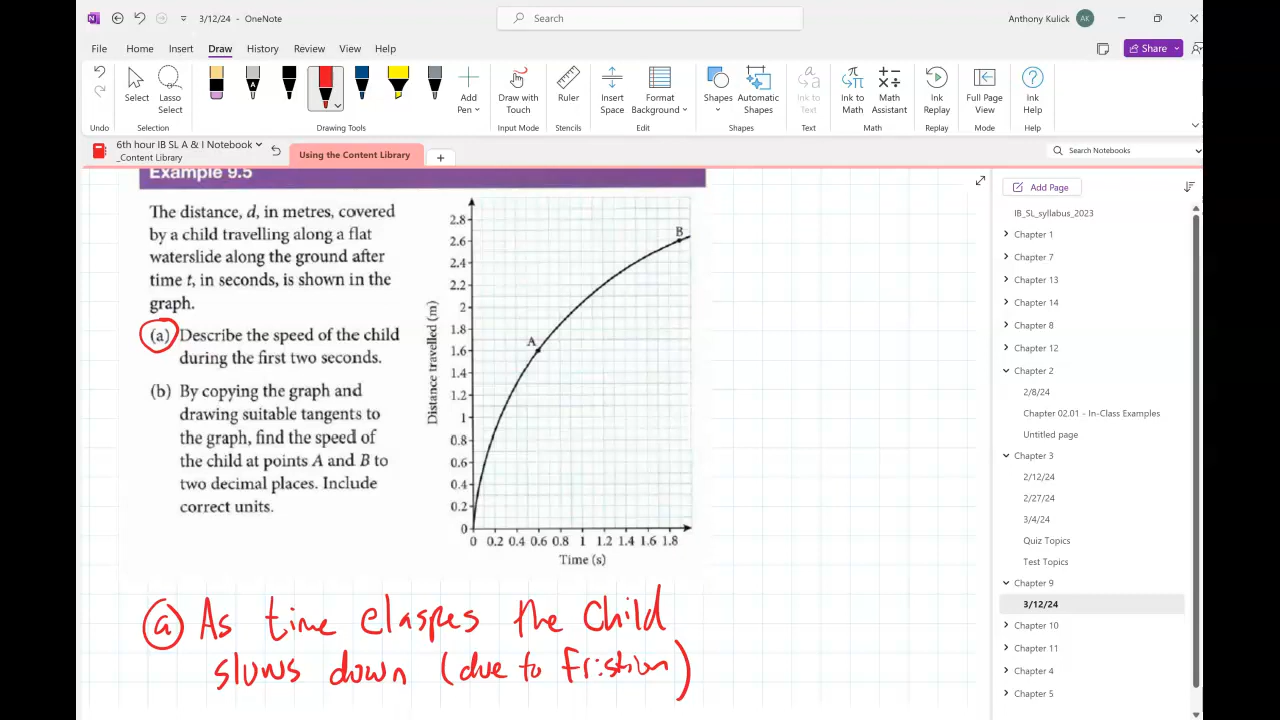 3/12/24 - OneNote
Search
Anthony Kulick
AK
File Home Insert Draw History Review View Help
Share
Undo
Select
Lasso Select
Add Pen
Draw with Touch
Ruler
Insert Space
Format Background
Shapes
Automatic Shapes
Ink to Text
Ink to Math
Math Assistant
Ink Replay
Full Page View
Ink Help
Undo Selection Drawing Tools Input Mode Stencils Edit Shapes Text Math Replay Mode Help
6th hour IB SL A & I Notebook
_Content Library
Using the Content Library
Search Notebooks
Example 9.5
The distance, d, in metres, covered
by a child travelling along a flat
waterslide along the ground after
time t, in seconds, is shown in the
graph.
(a) Describe the speed of the child
during the first two seconds.
(b) By copying the graph and
drawing suitable tangents to
the graph, find the speed of
the child at points A and B to
two decimal places. Include
correct units.
Distance travelled (m)
2.8
2.6
2.4
2.2
2
1.8
1.6
1.4
1.2
1
0.8
0.6
0.4
0.2
0
A
B
0 0.2 0.4 0.6 0.8 1 1.2 1.4 1.6 1.8
Time (s)
(a) As time elaspes the Child
slows down (due to Fristion)
Add Page
IB_SL_syllabus_2023
Chapter 1
Chapter 7
Chapter 13
Chapter 14
Chapter 8
Chapter 12
Chapter 2
2/8/24
Chapter 02.01 - In-Class Examples
Untitled page
Chapter 3
2/12/24
2/27/24
3/4/24
Quiz Topics
Test Topics
Chapter 9
3/12/24
Chapter 10
Chapter 11
Chapter 4
Chapter 5